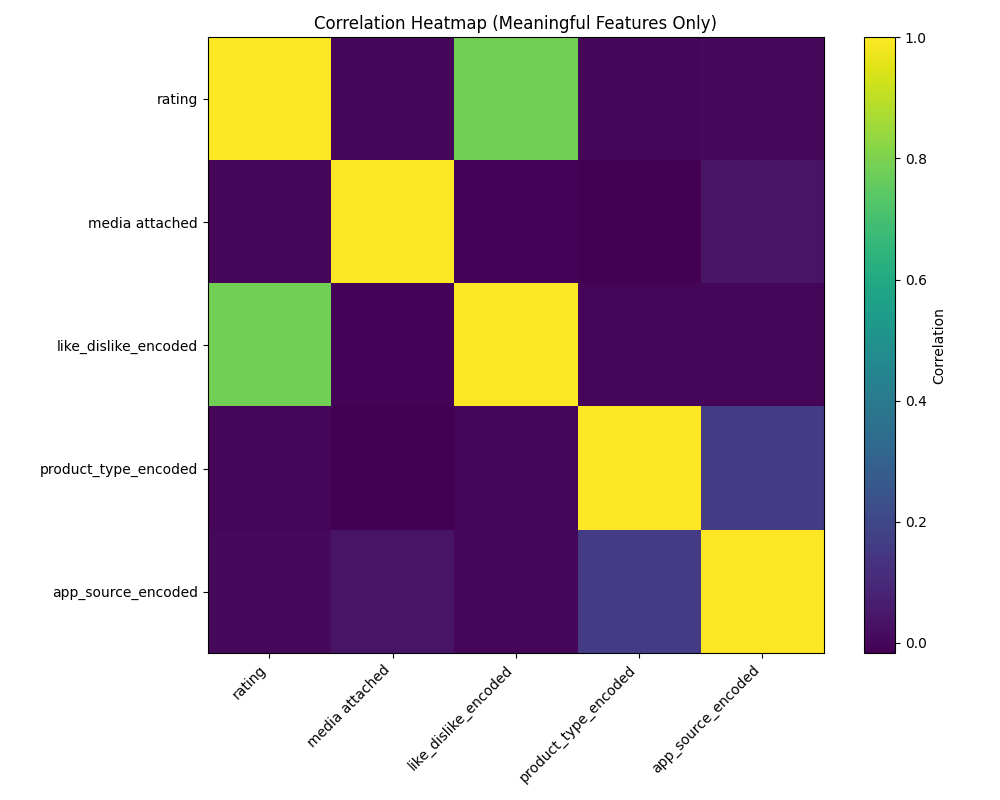 Correlation Heatmap (Meaningful Features Only)
rating
media attached
like_dislike_encoded
product_type_encoded
app_source_encoded
rating
media attached
like_dislike_encoded
product_type_encoded
app_source_encoded
1.0
0.8
0.6
0.4
0.2
0.0
Correlation